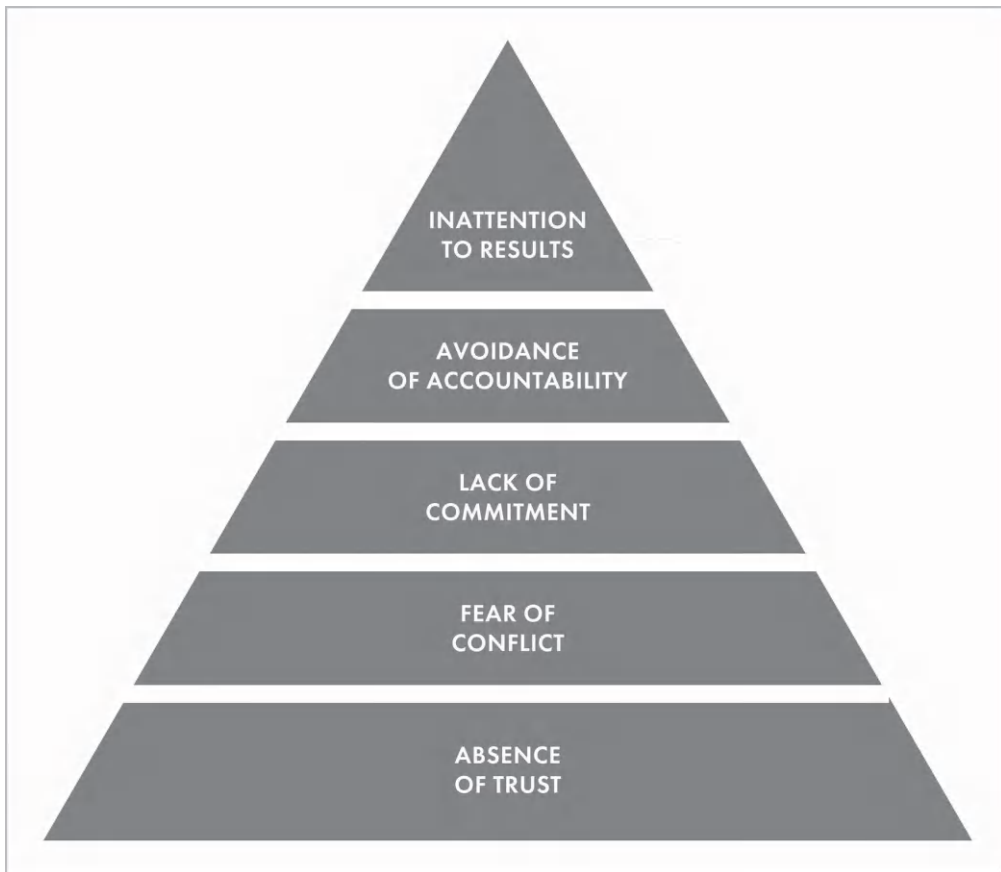 INATTENTION
TO RESULTS
AVOIDANCE
OF ACCOUNTABILITY
LACK OF
COMMITMENT
FEAR OF
CONFLICT
ABSENCE
OF TRUST